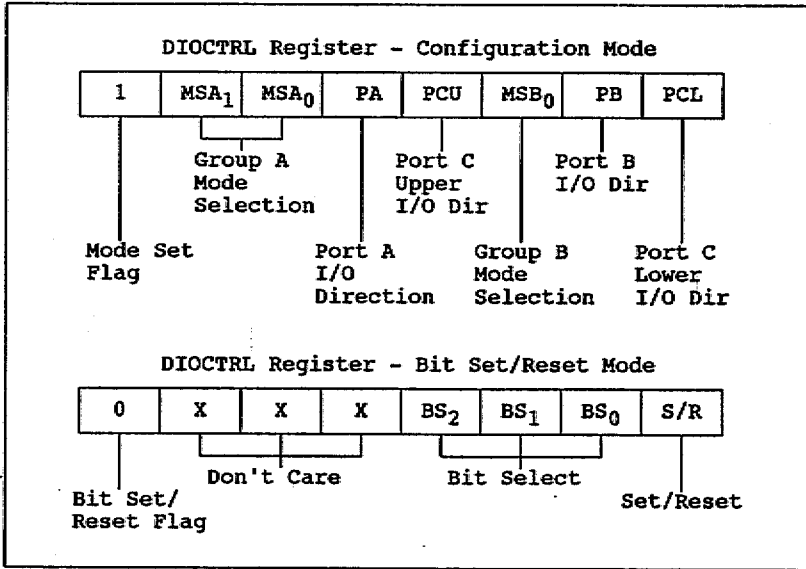 DIOCTRL Register - Configuration Mode
1 MSA1 MSA0 PA PCU MSB0 PB PCL
Group A Mode Selection
Port C Upper I/O Dir
Port B I/O Dir
Mode Set Flag
Port A I/O Direction
Group B Mode Selection
Port C Lower I/O Dir
DIOCTRL Register - Bit Set/Reset Mode
0 X X X BS2 BS1 BS0 S/R
Don't Care
Bit Select
Bit Set/
Reset Flag
Set/Reset